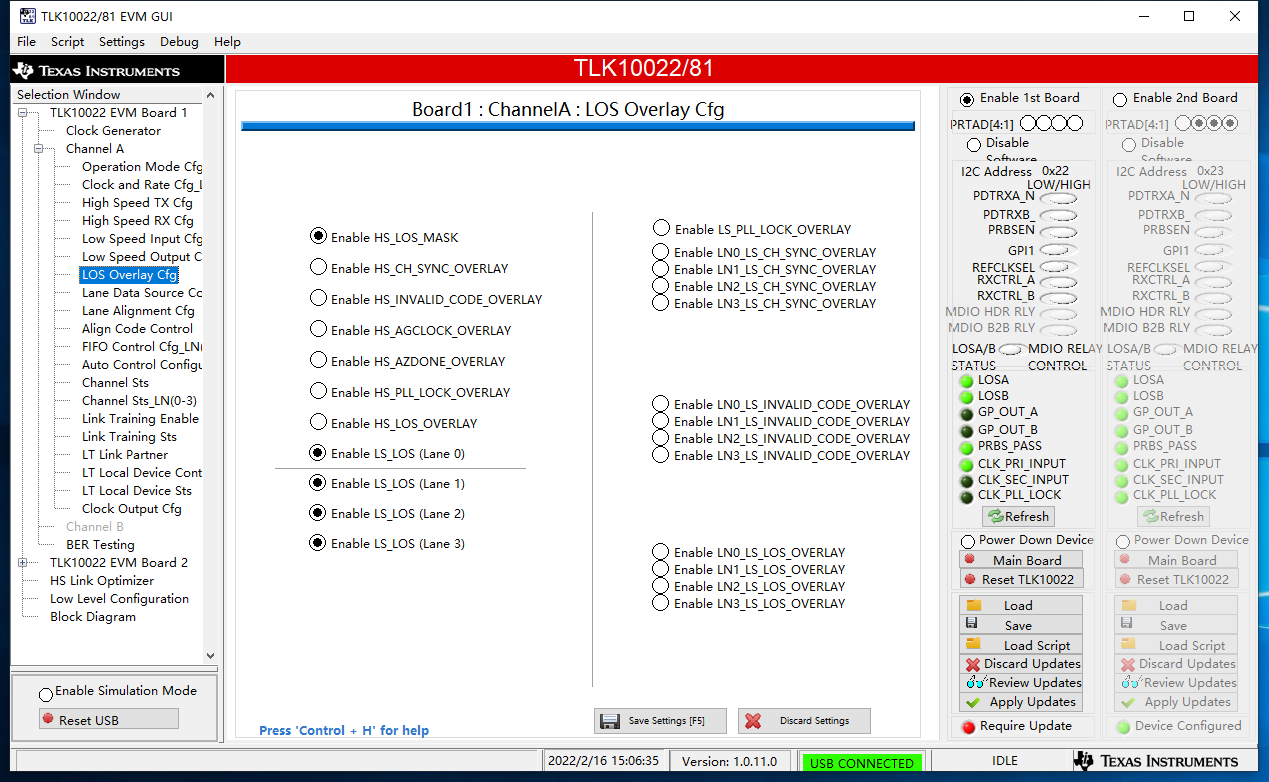 TLK10022/81 EVM GUI
File Script Settings Debug Help
TEXAS INSTRUMENTS
TLK10022/81
Selection Window
TLK10022 EVM Board 1
Clock Generator
Channel A
Operation Mode Cfg
Clock and Rate Cfg_L
High Speed TX Cfg
High Speed RX Cfg
Low Speed Input Cfg
Low Speed Output C
LOS Overlay Cfg
Lane Data Source Co
Lane Alignment Cfg
Align Code Control
FIFO Control Cfg_LN(
Auto Control Configu
Channel Sts
Channel Sts_LN(0-3)
Link Training Enable
Link Training Sts
LT Link Partner
LT Local Device Cont
LT Local Device Sts
Clock Output Cfg
Channel B
BER Testing
TLK10022 EVM Board 2
HS Link Optimizer
Low Level Configuration
Block Diagram
Enable Simulation Mode
Reset USB
Board1 : ChannelA : LOS Overlay Cfg
Enable HS_LOS_MASK
Enable HS_CH_SYNC_OVERLAY
Enable HS_INVALID_CODE_OVERLAY
Enable HS_AGCLOCK_OVERLAY
Enable HS_AZDONE_OVERLAY
Enable HS_PLL_LOCK_OVERLAY
Enable HS_LOS_OVERLAY
Enable LS_LOS (Lane 0)
Enable LS_LOS (Lane 1)
Enable LS_LOS (Lane 2)
Enable LS_LOS (Lane 3)
Enable LS_PLL_LOCK_OVERLAY
Enable LN0_LS_CH_SYNC_OVERLAY
Enable LN1_LS_CH_SYNC_OVERLAY
Enable LN2_LS_CH_SYNC_OVERLAY
Enable LN3_LS_CH_SYNC_OVERLAY
Enable LN0_LS_INVALID_CODE_OVERLAY
Enable LN1_LS_INVALID_CODE_OVERLAY
Enable LN2_LS_INVALID_CODE_OVERLAY
Enable LN3_LS_INVALID_CODE_OVERLAY
Enable LN0_LS_LOS_OVERLAY
Enable LN1_LS_LOS_OVERLAY
Enable LN2_LS_LOS_OVERLAY
Enable LN3_LS_LOS_OVERLAY
Press 'Control + H' for help
Save Settings [F5]
Discard Settings
Enable 1st Board
PRTAD[4:1]
Disable
Software
I2C Address 0x22
LOW/HIGH
PDTRXA_N
PDTRXB_
PRBSEN
GPI1
REFCLKSEL
RXCTRL_A
RXCTRL_B
MDIO HDR RLY
MDIO B2B RLY
LOSA/B MDIO RELAY
STATUS CONTROL
LOSA
LOSB
GP_OUT_A
GP_OUT_B
PRBS_PASS
CLK_PRI_INPUT
CLK_SEC_INPUT
CLK_PLL_LOCK
Refresh
Power Down Device
Main Board
Reset TLK10022
Load
Save
Load Script
Discard Updates
Review Updates
Apply Updates
Require Update
Enable 2nd Board
PRTAD[4:1]
Disable
Software
I2C Address 0x23
LOW/HIGH
PDTRXA_N
PDTRXB_
PRBSEN
GPI1
REFCLKSEL
RXCTRL_A
RXCTRL_B
MDIO HDR RLY
MDIO B2B RLY
LOSA/B MDIO RELAY
STATUS CONTROL
LOSA
LOSB
GP_OUT_A
GP_OUT_B
PRBS_PASS
CLK_PRI_INPUT
CLK_SEC_INPUT
CLK_PLL_LOCK
Refresh
Power Down Device
Main Board
Reset TLK10022
Load
Save
Load Script
Discard Updates
Review Updates
Apply Updates
Device Configured
2022/2/16 15:06:35 Version: 1.0.11.0 USB CONNECTED IDLE TEXAS INSTRUMENTS